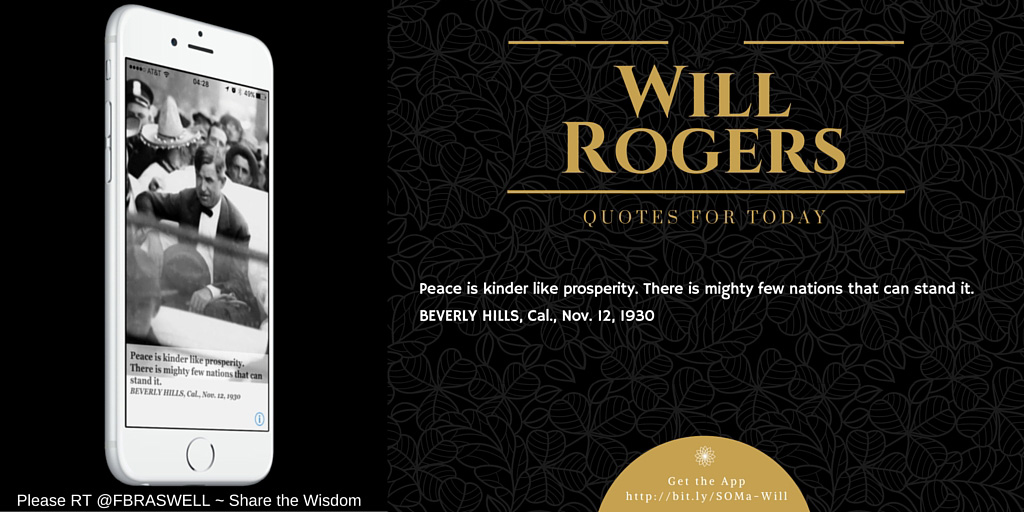 AT&T 04:28 49%
Peace is kinder like prosperity.
There is mighty few nations that can
stand it.
BEVERLY HILLS, Cal., Nov. 12, 1930
Please RT @FBRASWELL ~ Share the Wisdom
WILL
ROGERS
QUOTES FOR TODAY
Peace is kinder like prosperity. There is mighty few nations that can stand it.
BEVERLY HILLS, Cal., Nov. 12, 1930
Get the App
http://bit.ly/SOMa-Will